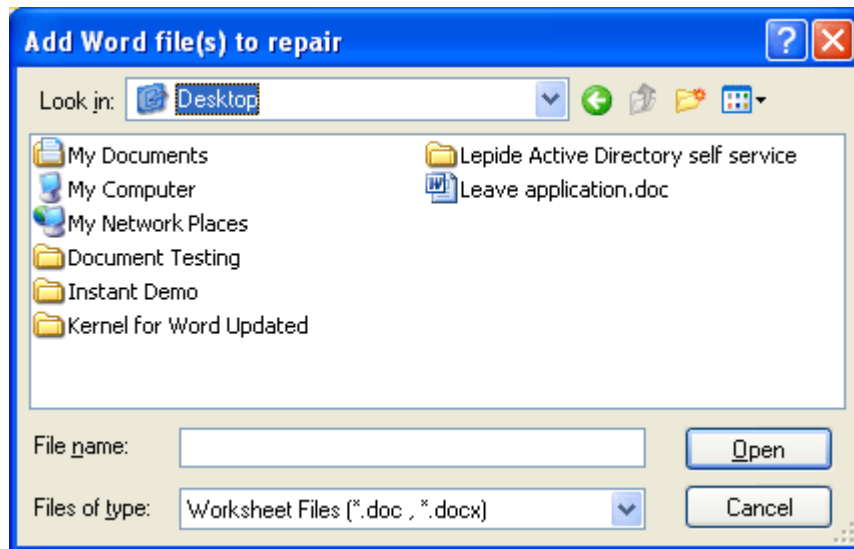 Add Word file(s) to repair
Look in: Desktop
My Documents
My Computer
My Network Places
Document Testing
Instant Demo
Kernel for Word Updated
Lepide Active Directory self service
Leave application.doc
File name:
Open
Files of type: Worksheet Files (*.doc , *.docx)
Cancel